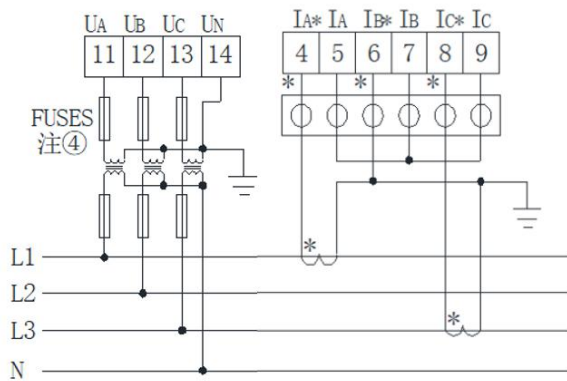 UA UB UC UN IA* IA IB* IB IC* IC
11 12 13 14 4 5 6 7 8 9
* * *
FUSES
注④
*
L1
L2
*
L3
N